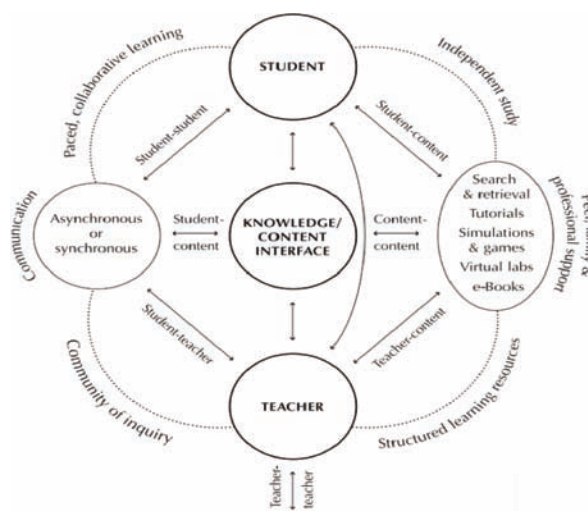 Paced, collaborative learning
STUDENT
Independent study
Student-student
Student-content
Communication
Asynchronous
or
synchronous
Student-
content
KNOWLEDGE/
CONTENT
INTERFACE
Content-
content
Search
& retrieval
Tutorials
Simulations
& games
Virtual labs
e-Books
professional support
Student-teacher
Teacher-content
Community of inquiry
TEACHER
Structured learning resources
Teacher-
teacher